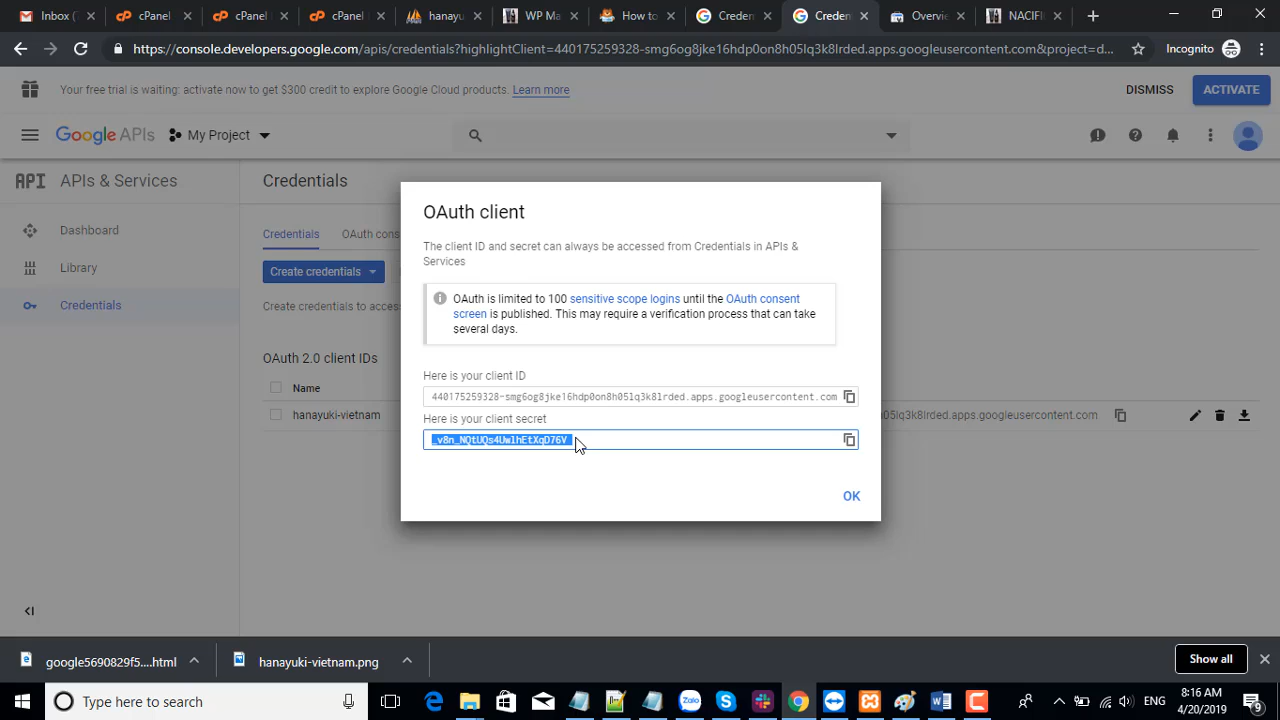 Inbox (
cPanel
cPanel
cPanel
hanayu
WP Ma
How to
Creden
Creden
Overvi
NACIFI
https://console.developers.google.com/apis/credentials?highlightClient=440175259328-smg6og8jke16hdp0on8h05lq3k8lrded.apps.googleusercontent.com&project=d...
Incognito
Your free trial is waiting: activate now to get $300 credit to explore Google Cloud products. Learn more
DISMISS
ACTIVATE
Google APIs
My Project
API APIs & Services
Credentials
Dashboard
Library
Credentials
Credentials
OAuth cons
Create credentials
Create credentials to access
OAuth 2.0 client IDs
Name
hanayuki-vietnam
h05lq3k8lrded.apps.googleusercontent.com
OAuth client
The client ID and secret can always be accessed from Credentials in APIs &
Services
OAuth is limited to 100 sensitive scope logins until the OAuth consent
screen is published. This may require a verification process that can take
several days.
Here is your client ID
440175259328-smg6og8jke16hdp0on8h05lq3k8lrded.apps.googleusercontent.com
Here is your client secret
_v8n_NQtUQs4UwlhEtXqD76V
OK
google5690829f5....html
hanayuki-vietnam.png
Show all
Type here to search
ENG
8:16 AM
4/20/2019
9